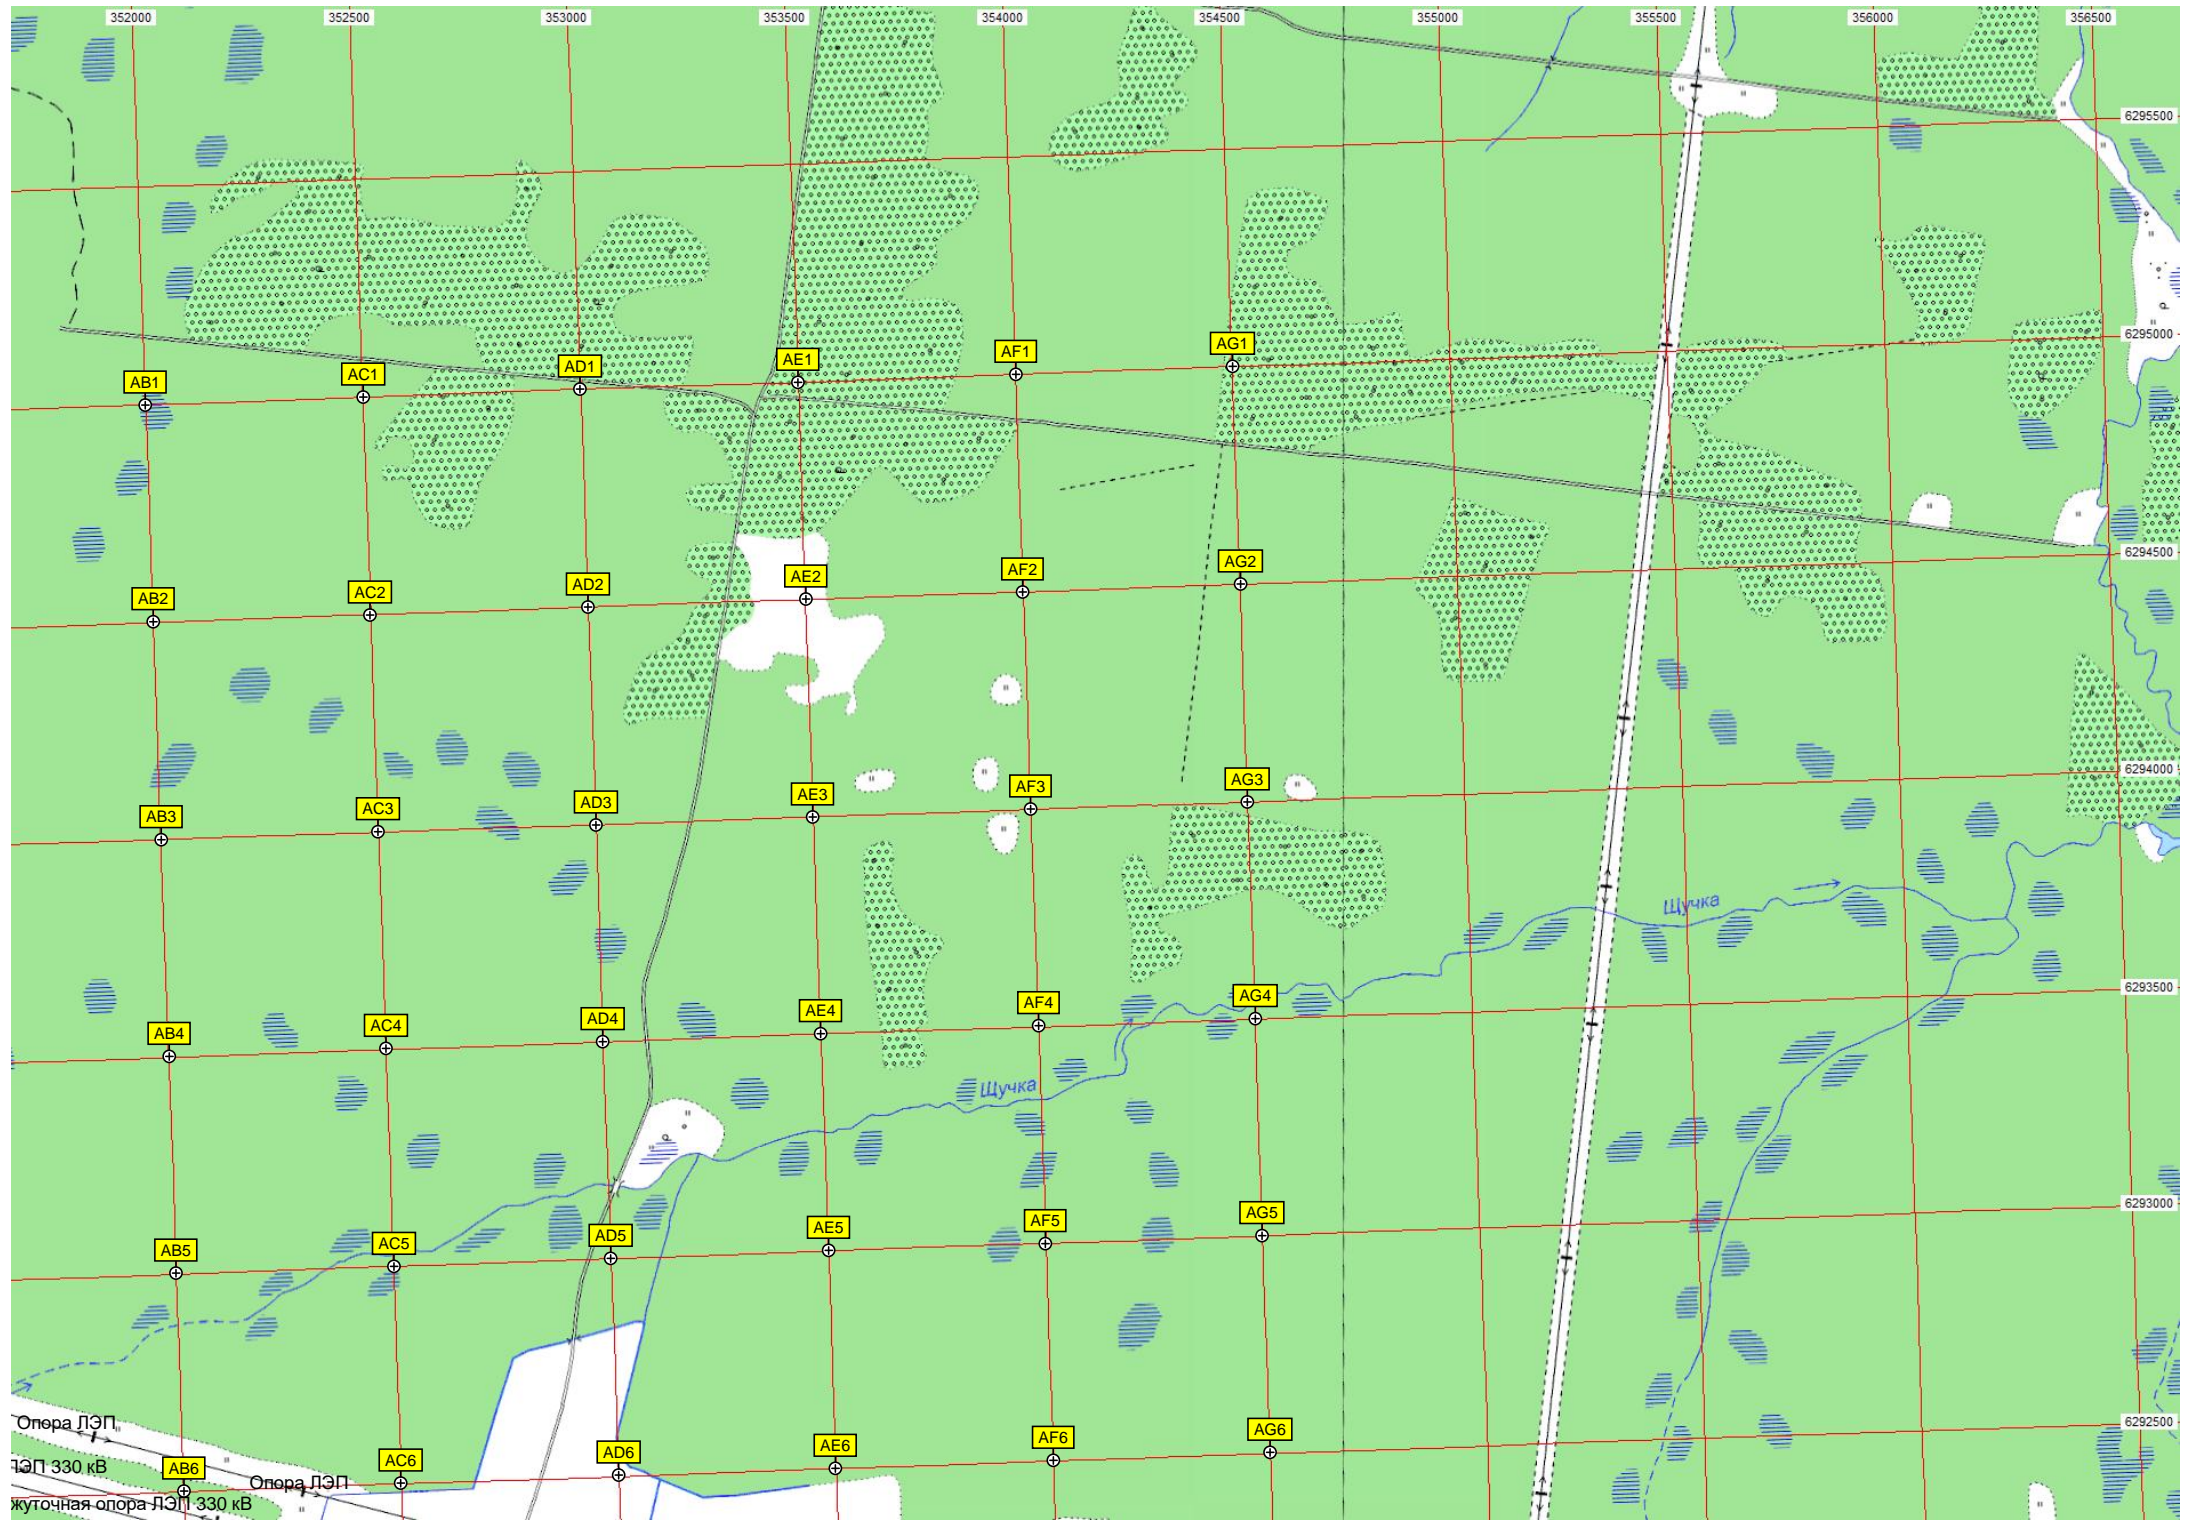 352000 352500 353000 353500 354000 354500 355000 355500 356000 356500
6295500
6295000
AB1 AC1 AD1 AE1 AF1 AG1
6294500
AB2 AC2 AD2 AE2 AF2 AG2
6294000
AB3 AC3 AD3 AE3 AF3 AG3
Щучка
6293500
AB4 AC4 AD4 AE4 AF4 AG4
Щучка
6293000
AB5 AC5 AD5 AE5 AF5 AG5
6292500
Опора ЛЭП
AB6 AC6 AD6 AE6 AF6 AG6
ЛЭП 330 кВ
Опора ЛЭП
жуточная опора ЛЭП 330 кВ